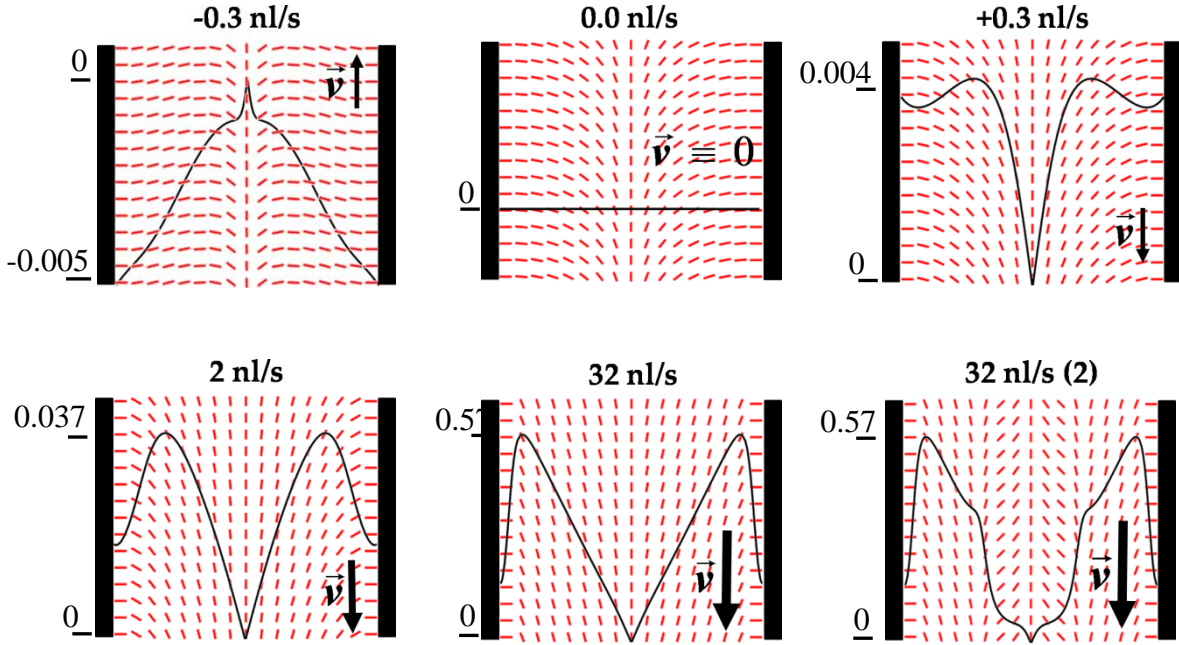 -0.3 nl/s
0
v⃗
-0.005
0.0 nl/s
v⃗ ≡ 0
0
+0.3 nl/s
0.004
v⃗
0
2 nl/s
0.037
v⃗
0
32 nl/s
0.5
v⃗
0
32 nl/s (2)
0.57
v⃗
0